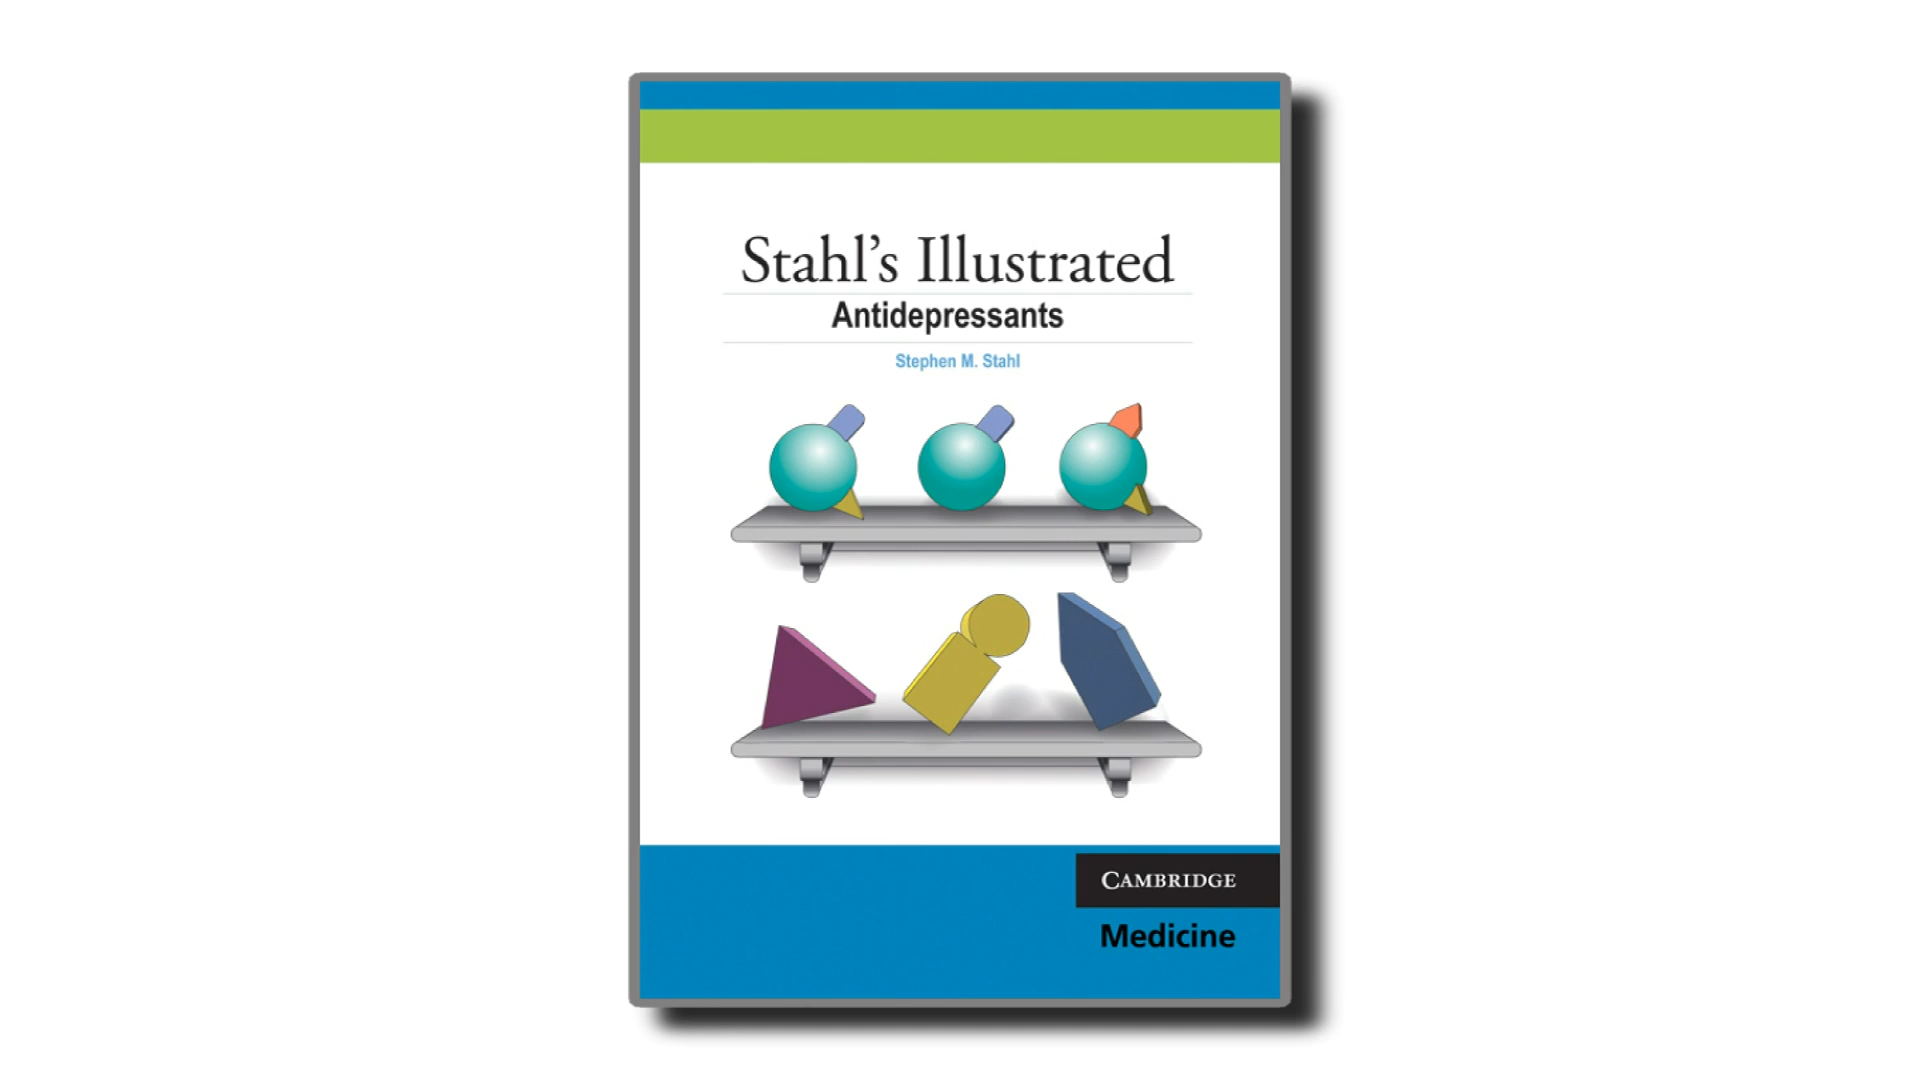 Stahl's Illustrated
Antidepressants
Stephen M. Stahl
CAMBRIDGE
Medicine